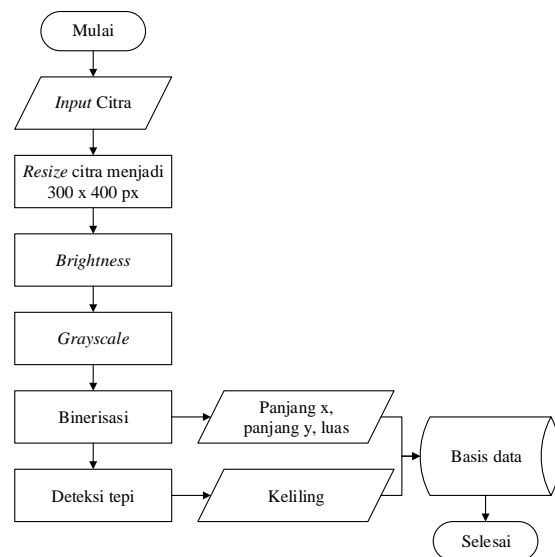 Mulai
Input Citra
Resize citra menjadi
300 x 400 px
Brightness
Grayscale
Binerisasi
Panjang x,
panjang y, luas
Basis data
Deteksi tepi
Keliling
Selesai